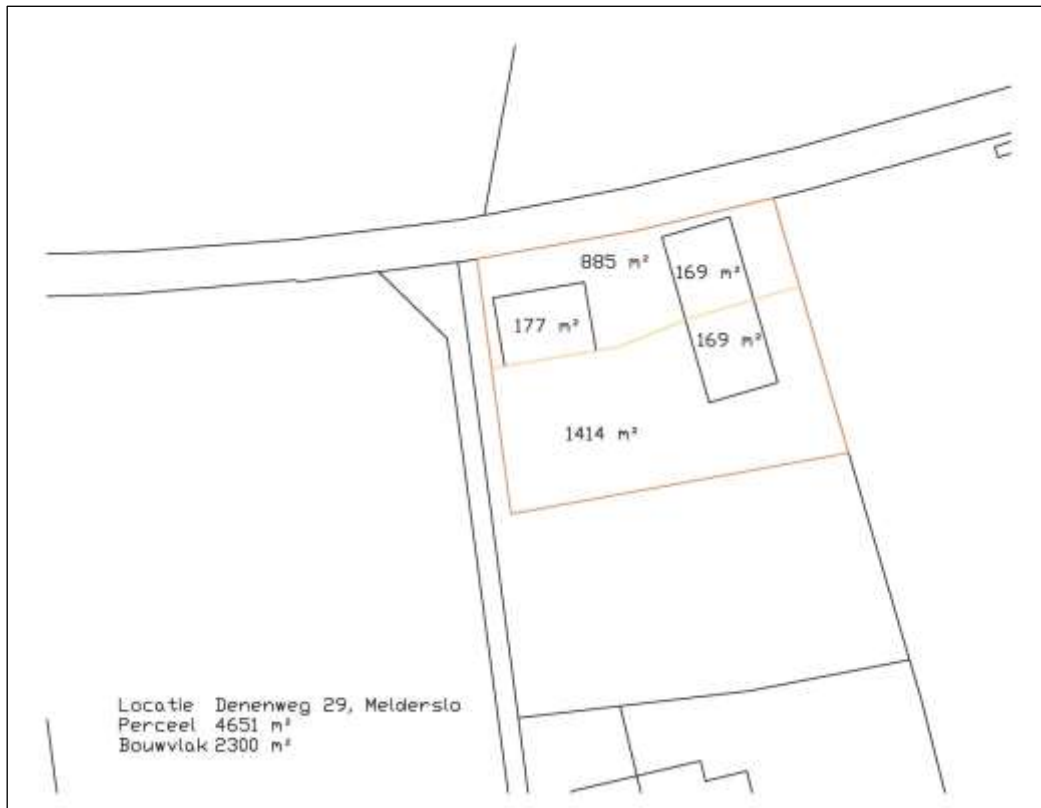 885 m²
169 m²
177 m²
169 m²
1414 m²
Locatie Denenweg 29, Melderslo
Perceel 4651 m²
Bouwvlak 2300 m²